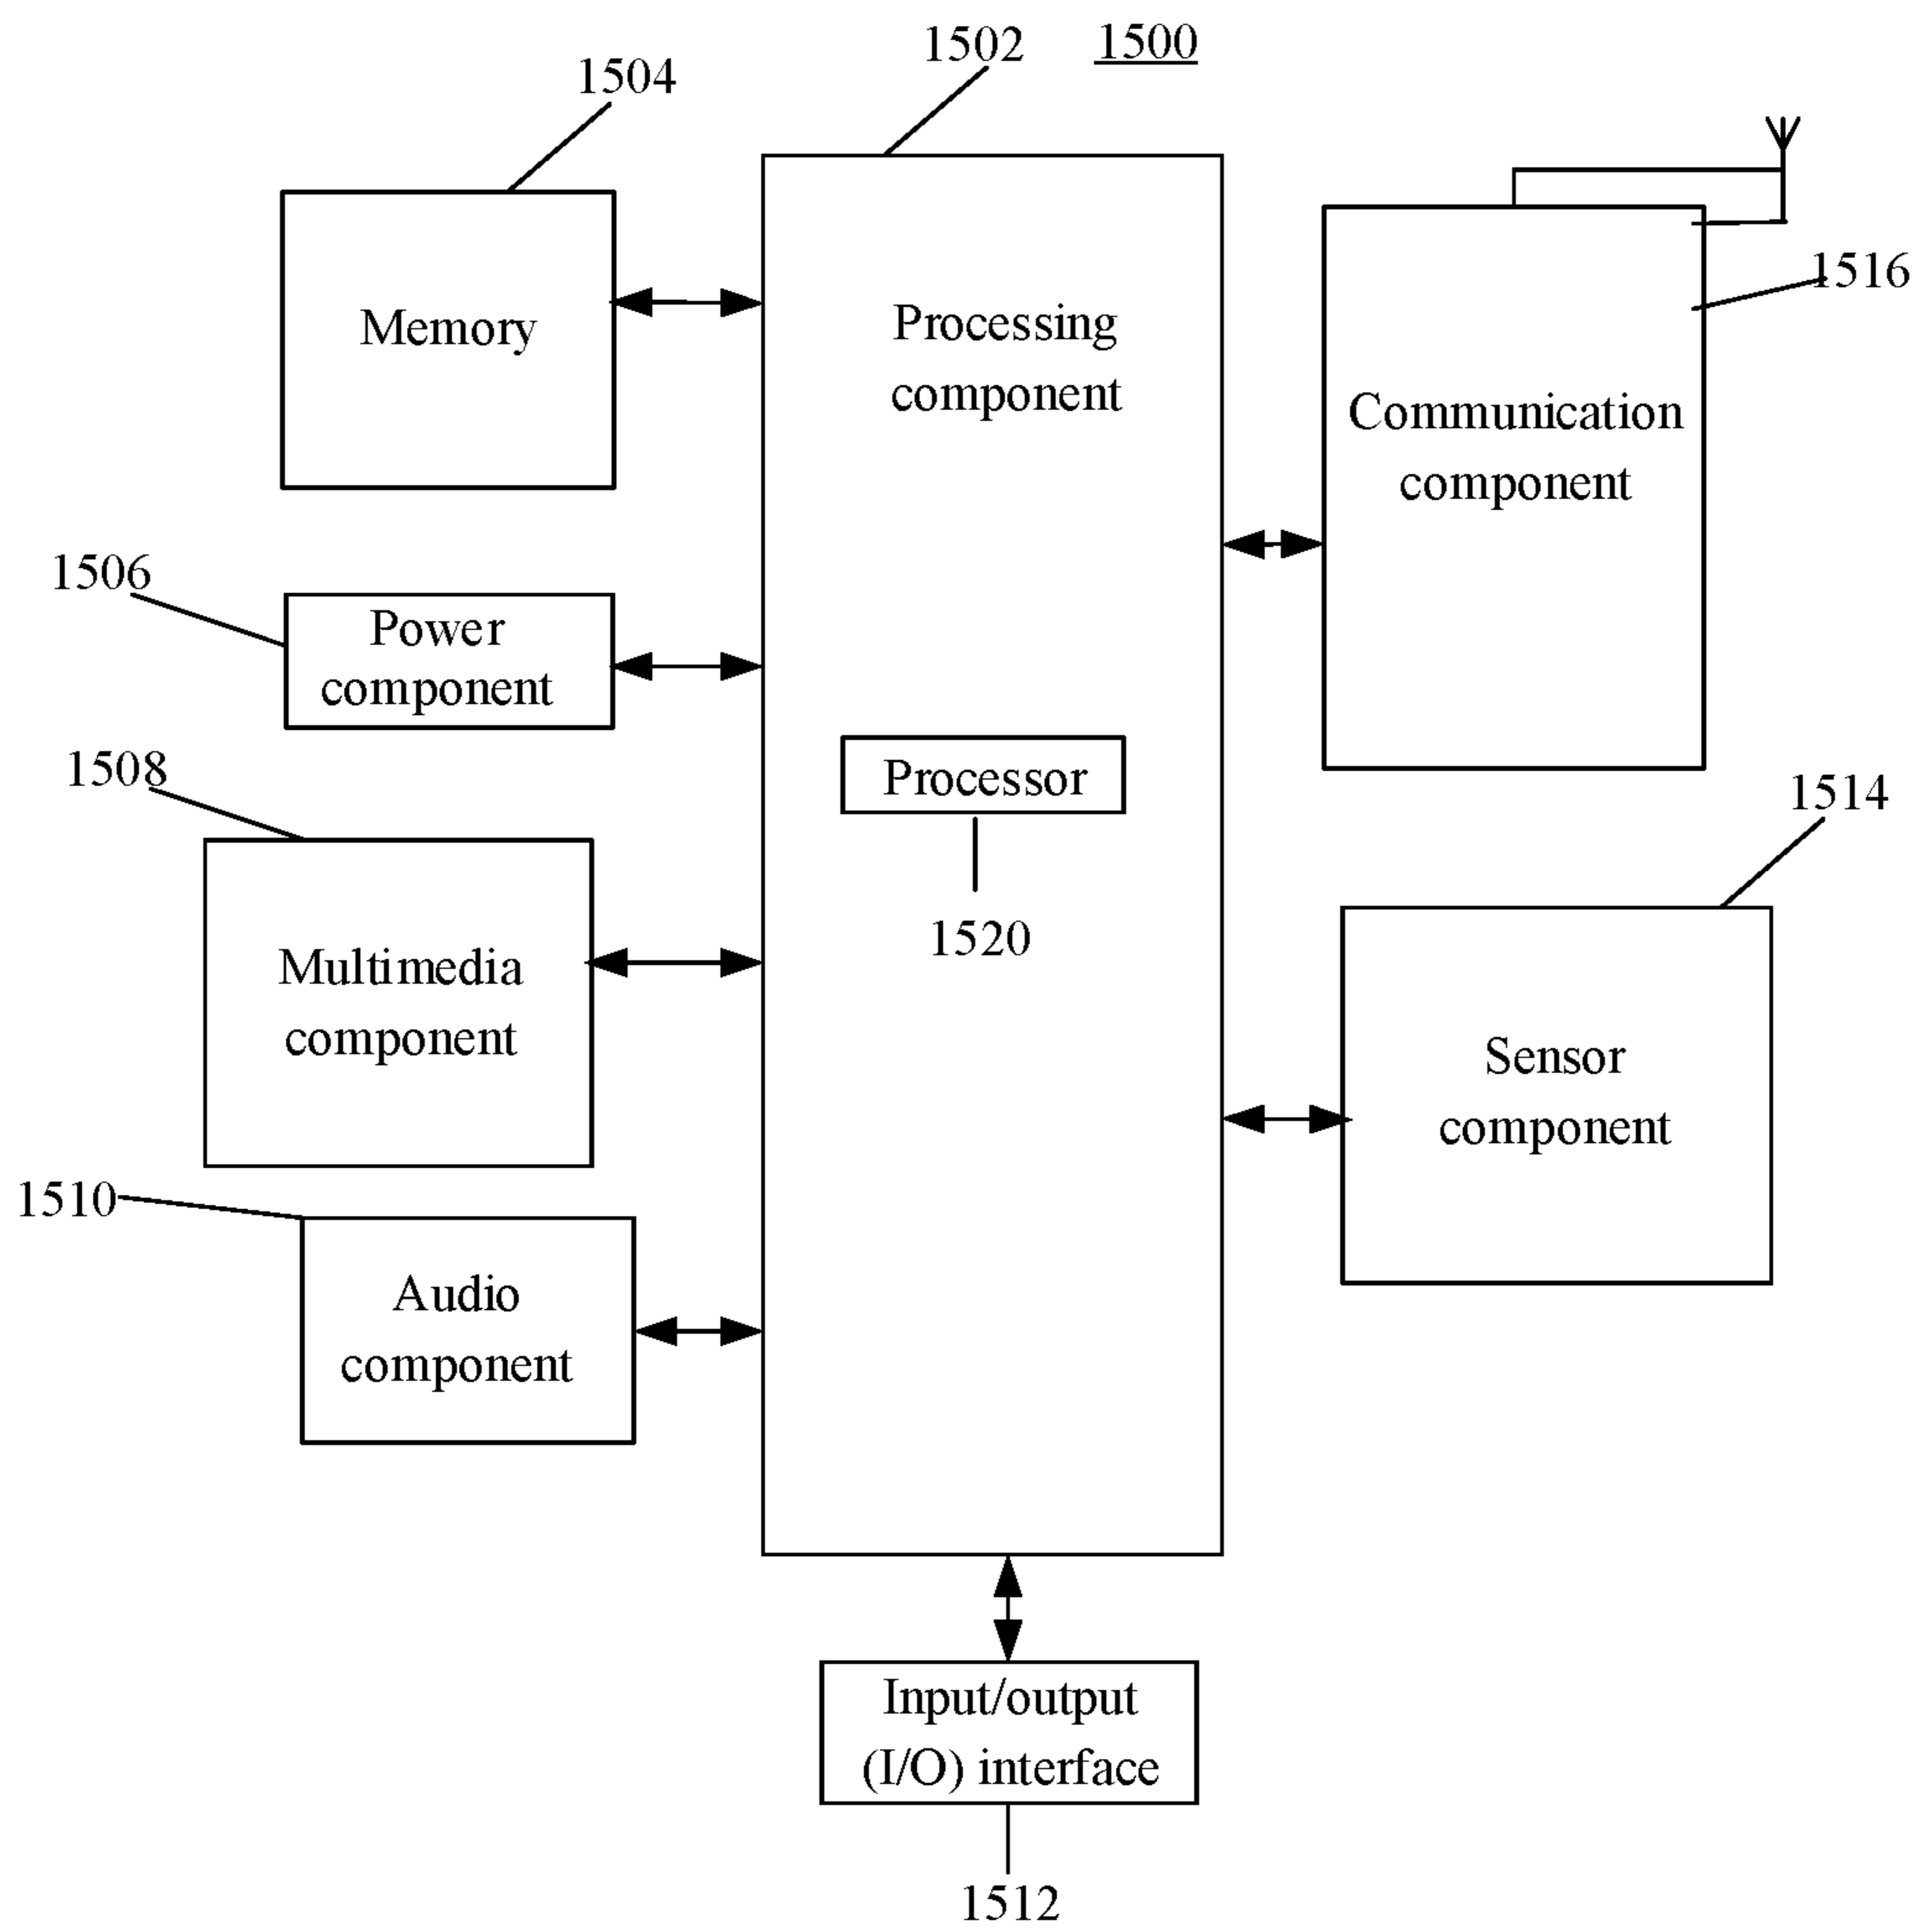 1502
1500
1504
1516
Memory
Processing
component
Communication
component
1506
Power
component
1508
Processor
1514
1520
Multimedia
component
Sensor
component
1510
Audio
component
Input/output
(I/O) interface
1512